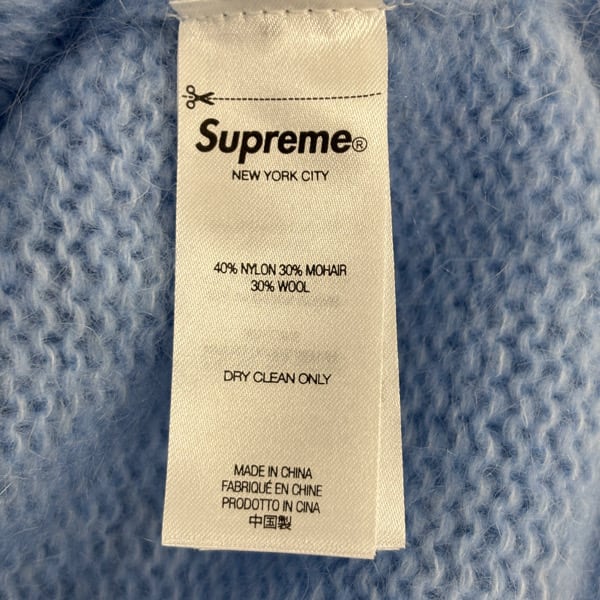 Supreme®
NEW YORK CITY
40% NYLON 30% MOHAIR
30% WOOL
DRY CLEAN ONLY
MADE IN CHINA
FABRIQUÉ EN CHINE
PRODOTTO IN CINA
中国製